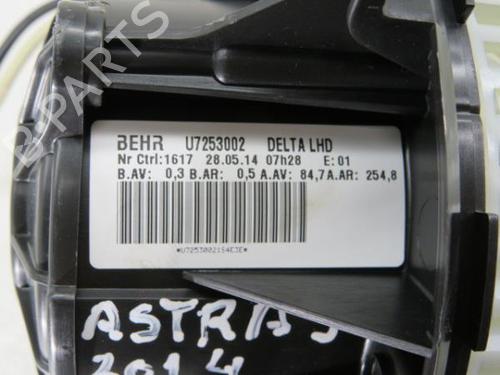 BEHR U7253002 DELTA LHD
Nr Ctrl:1617 28.05.14 07h28 E:01
B.AV: 0,3 B.AR: 0,5 A.AV: 84,7 A.AR: 254,8
*U72530021S4E3E*
ASTRA J
2014
B-PARTS